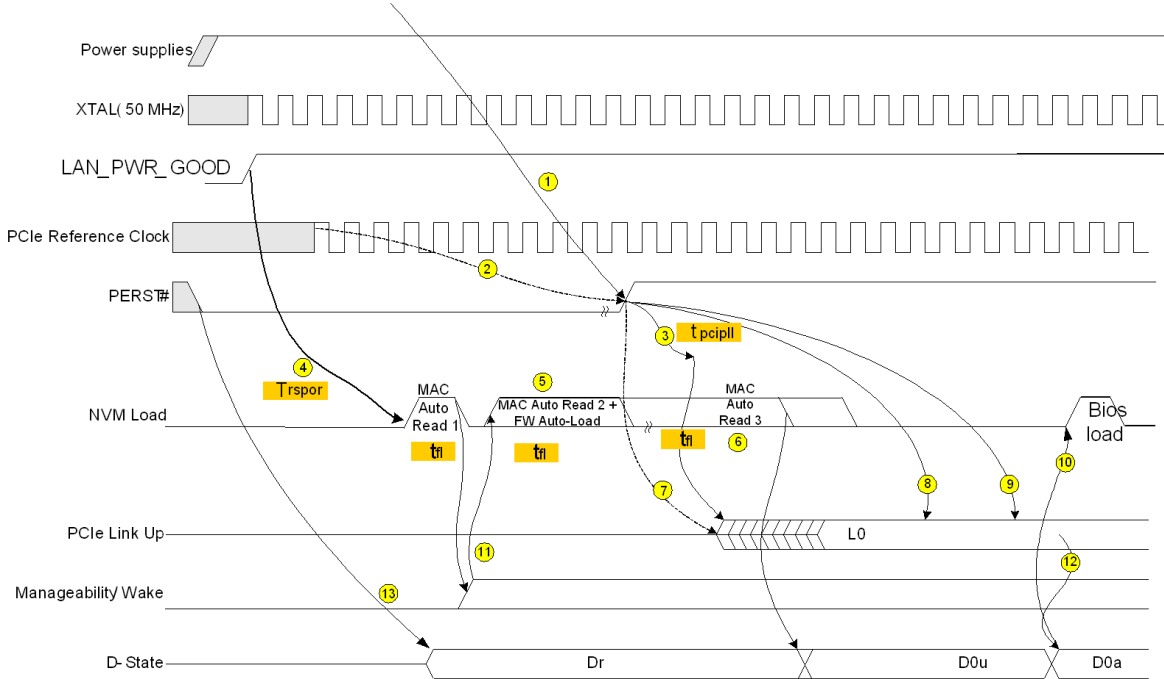 Power supplies
XTAL( 50 MHz)
LAN_PWR_GOOD
1
PCIe Reference Clock
2
PERST#
3
t pcipll
4
Trspor
5
MAC
Auto
Read 1
MAC Auto Read 2 +
FW Auto-Load
MAC
Auto
Read 3
NVM Load
Bios
load
tfl
tfl
tfl
6
10
7
8
9
PCIe Link Up
L0
11
12
Manageability Wake
13
D- State
Dr
D0u
D0a